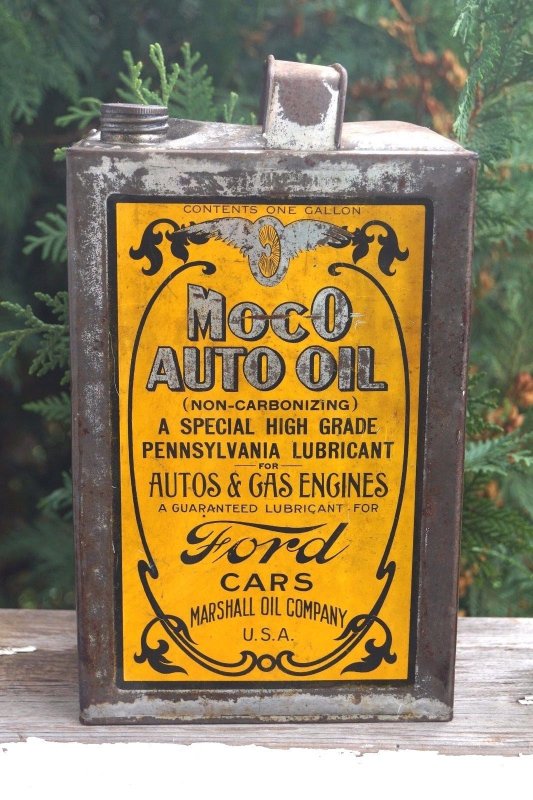 CONTENTS ONE GALLON
MOCO
AUTO OIL
(NON-CARBONIZING)
A SPECIAL HIGH GRADE
PENNSYLVANIA LUBRICANT
FOR
AUTOS & GAS ENGINES
A GUARANTEED LUBRICANT FOR
Ford
CARS
MARSHALL OIL COMPANY
U.S.A.